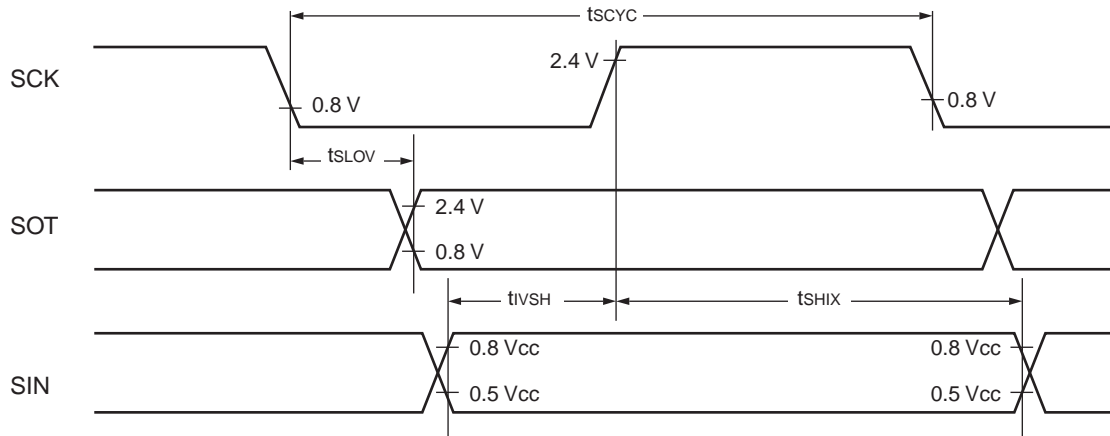 tSCYC
SCK
2.4 V
0.8 V
0.8 V
tSLOV
SOT
2.4 V
0.8 V
tIVSH
tSHIX
SIN
0.8 Vcc
0.8 Vcc
0.5 Vcc
0.5 Vcc